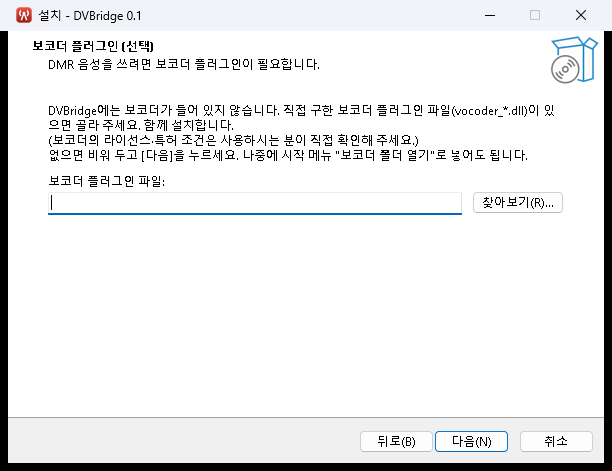 설치 - DVBridge 0.1
보코더 플러그인 (선택)
DMR 음성을 쓰려면 보코더 플러그인이 필요합니다.
DVBridge에는 보코더가 들어 있지 않습니다. 직접 구한 보코더 플러그인 파일(vocoder_*.dll)이 있
으면 골라 주세요. 함께 설치합니다.
(보코더의 라이선스·특허 조건은 사용하시는 분이 직접 확인해 주세요.)
없으면 비워 두고 [다음]을 누르세요. 나중에 시작 메뉴 "보코더 폴더 열기"로 넣어도 됩니다.
보코더 플러그인 파일:
찾아보기(R)...
뒤로(B)
다음(N)
취소